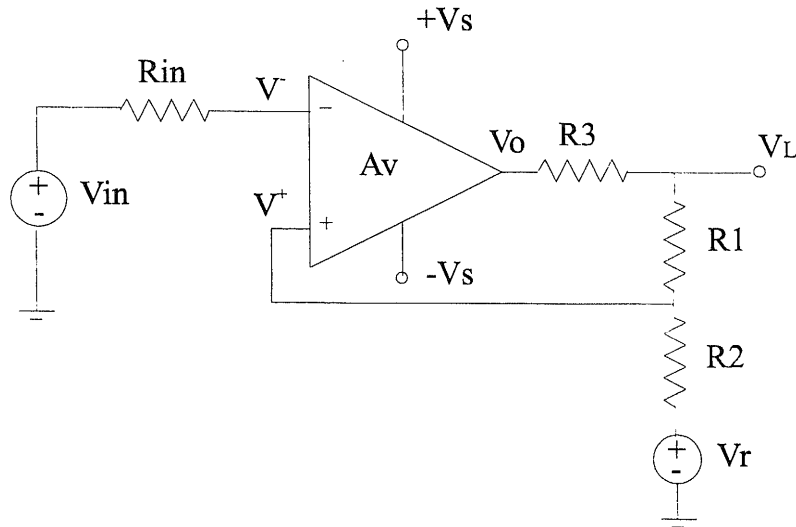 +Vs
Rin
V-
−
Av
Vo
R3
VL
+
-
Vin
V+
+
-Vs
R1
R2
+
-
Vr